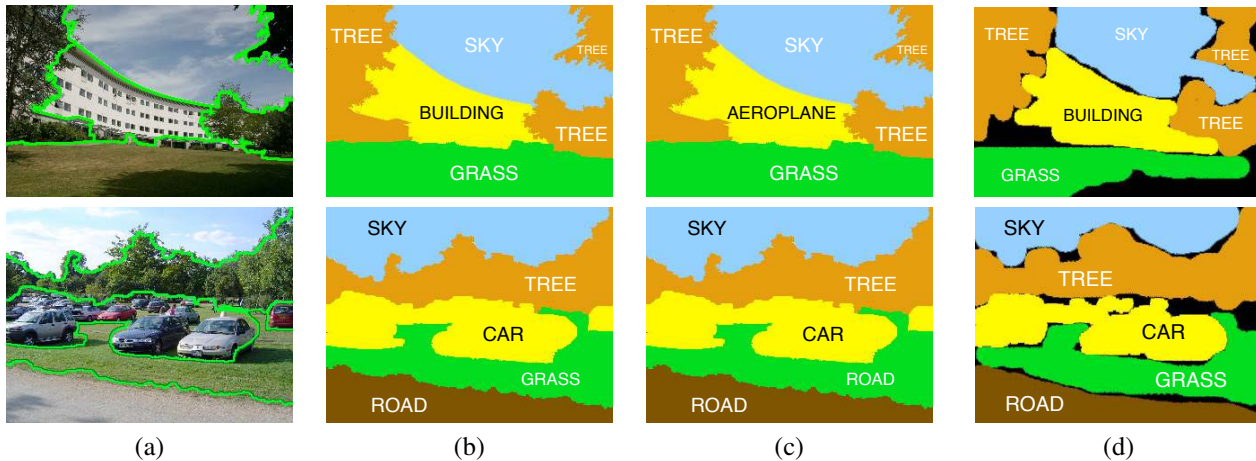 TREE
SKY
TREE
BUILDING
TREE
GRASS
TREE
SKY
TREE
AEROPLANE
TREE
GRASS
TREE
SKY
TREE
BUILDING
TREE
GRASS
SKY
TREE
CAR
GRASS
ROAD
SKY
TREE
CAR
ROAD
ROAD
SKY
TREE
CAR
GRASS
ROAD
(a)
(b)
(c)
(d)